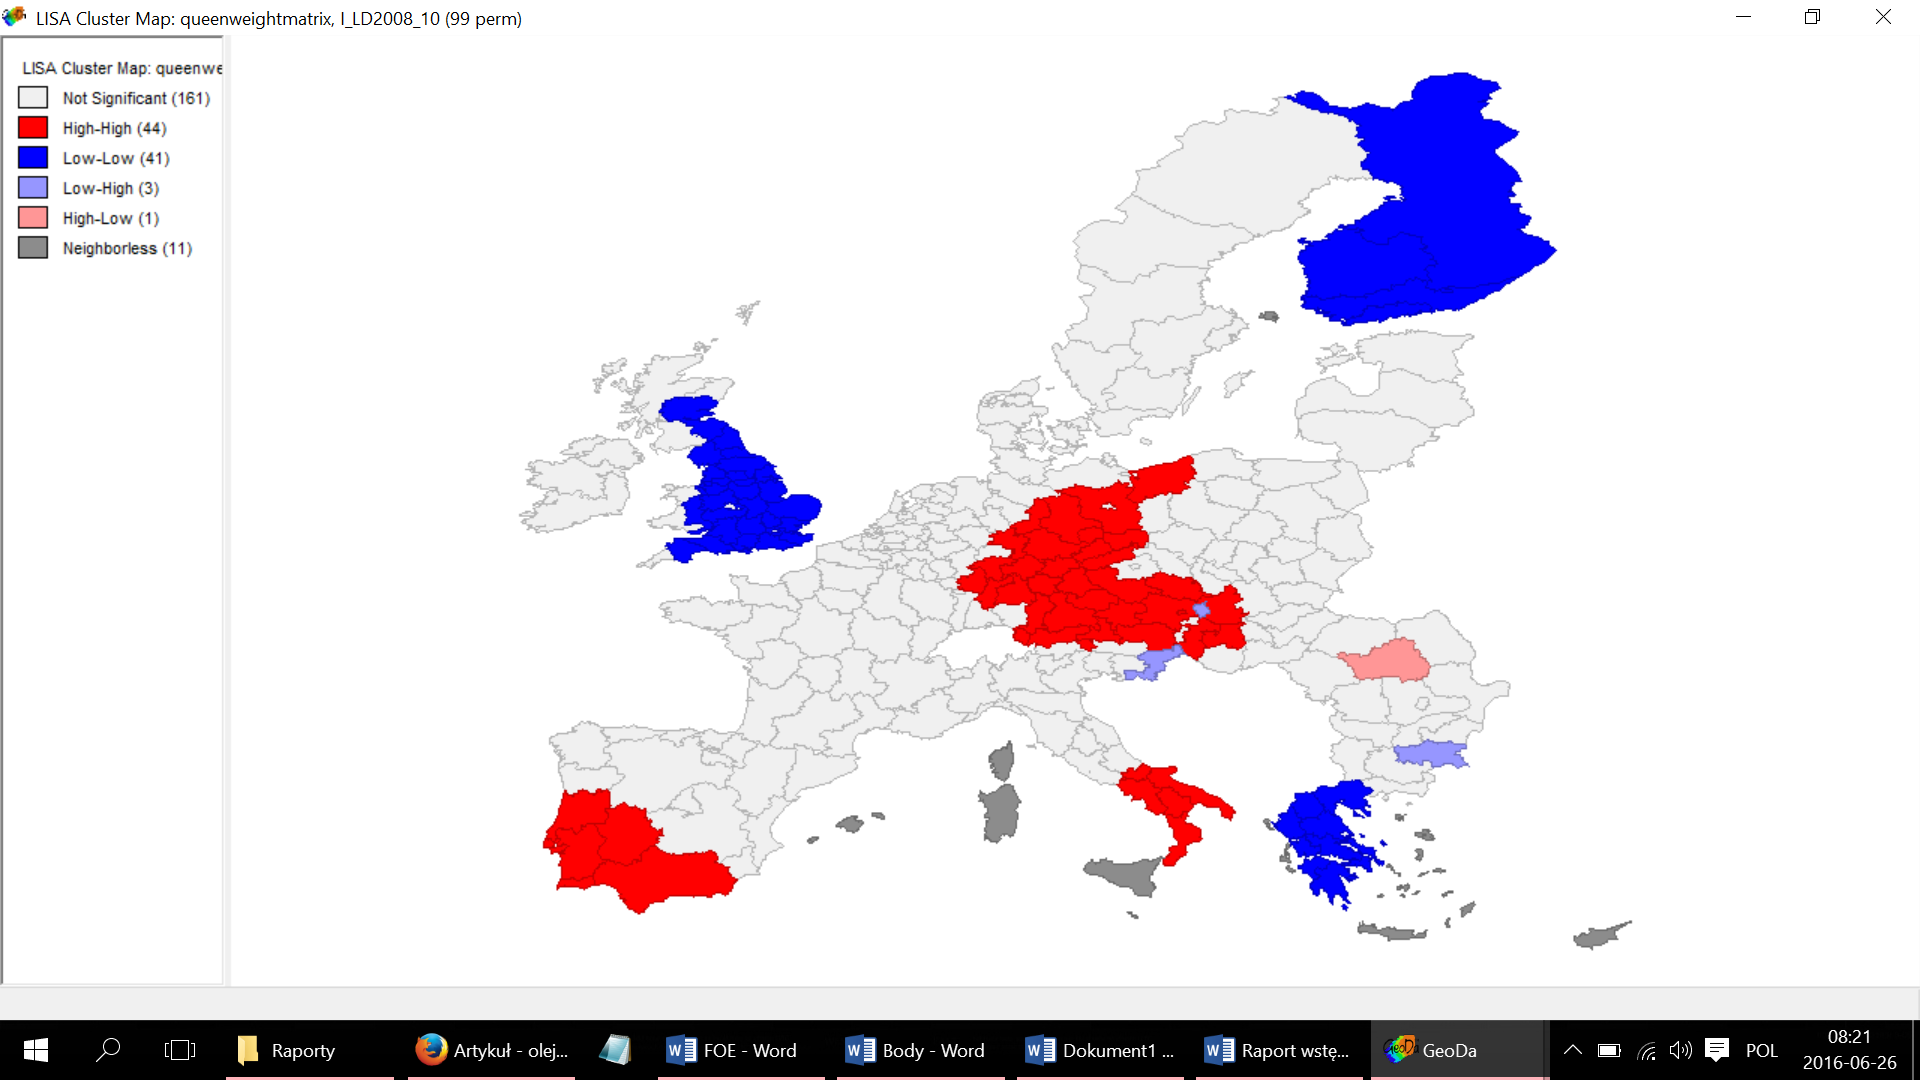 LISA Cluster Map: queenweightmatrix, I_LD2008_10 (99 perm)
LISA Cluster Map: queenwe
Not Significant (161)
High-High (44)
Low-Low (41)
Low-High (3)
High-Low (1)
Neighborless (11)
Raporty
Artykuł - olej...
FOE - Word
Body - Word
Dokument1 ...
Raport wstę...
GeoDa
POL
08:21
2016-06-26